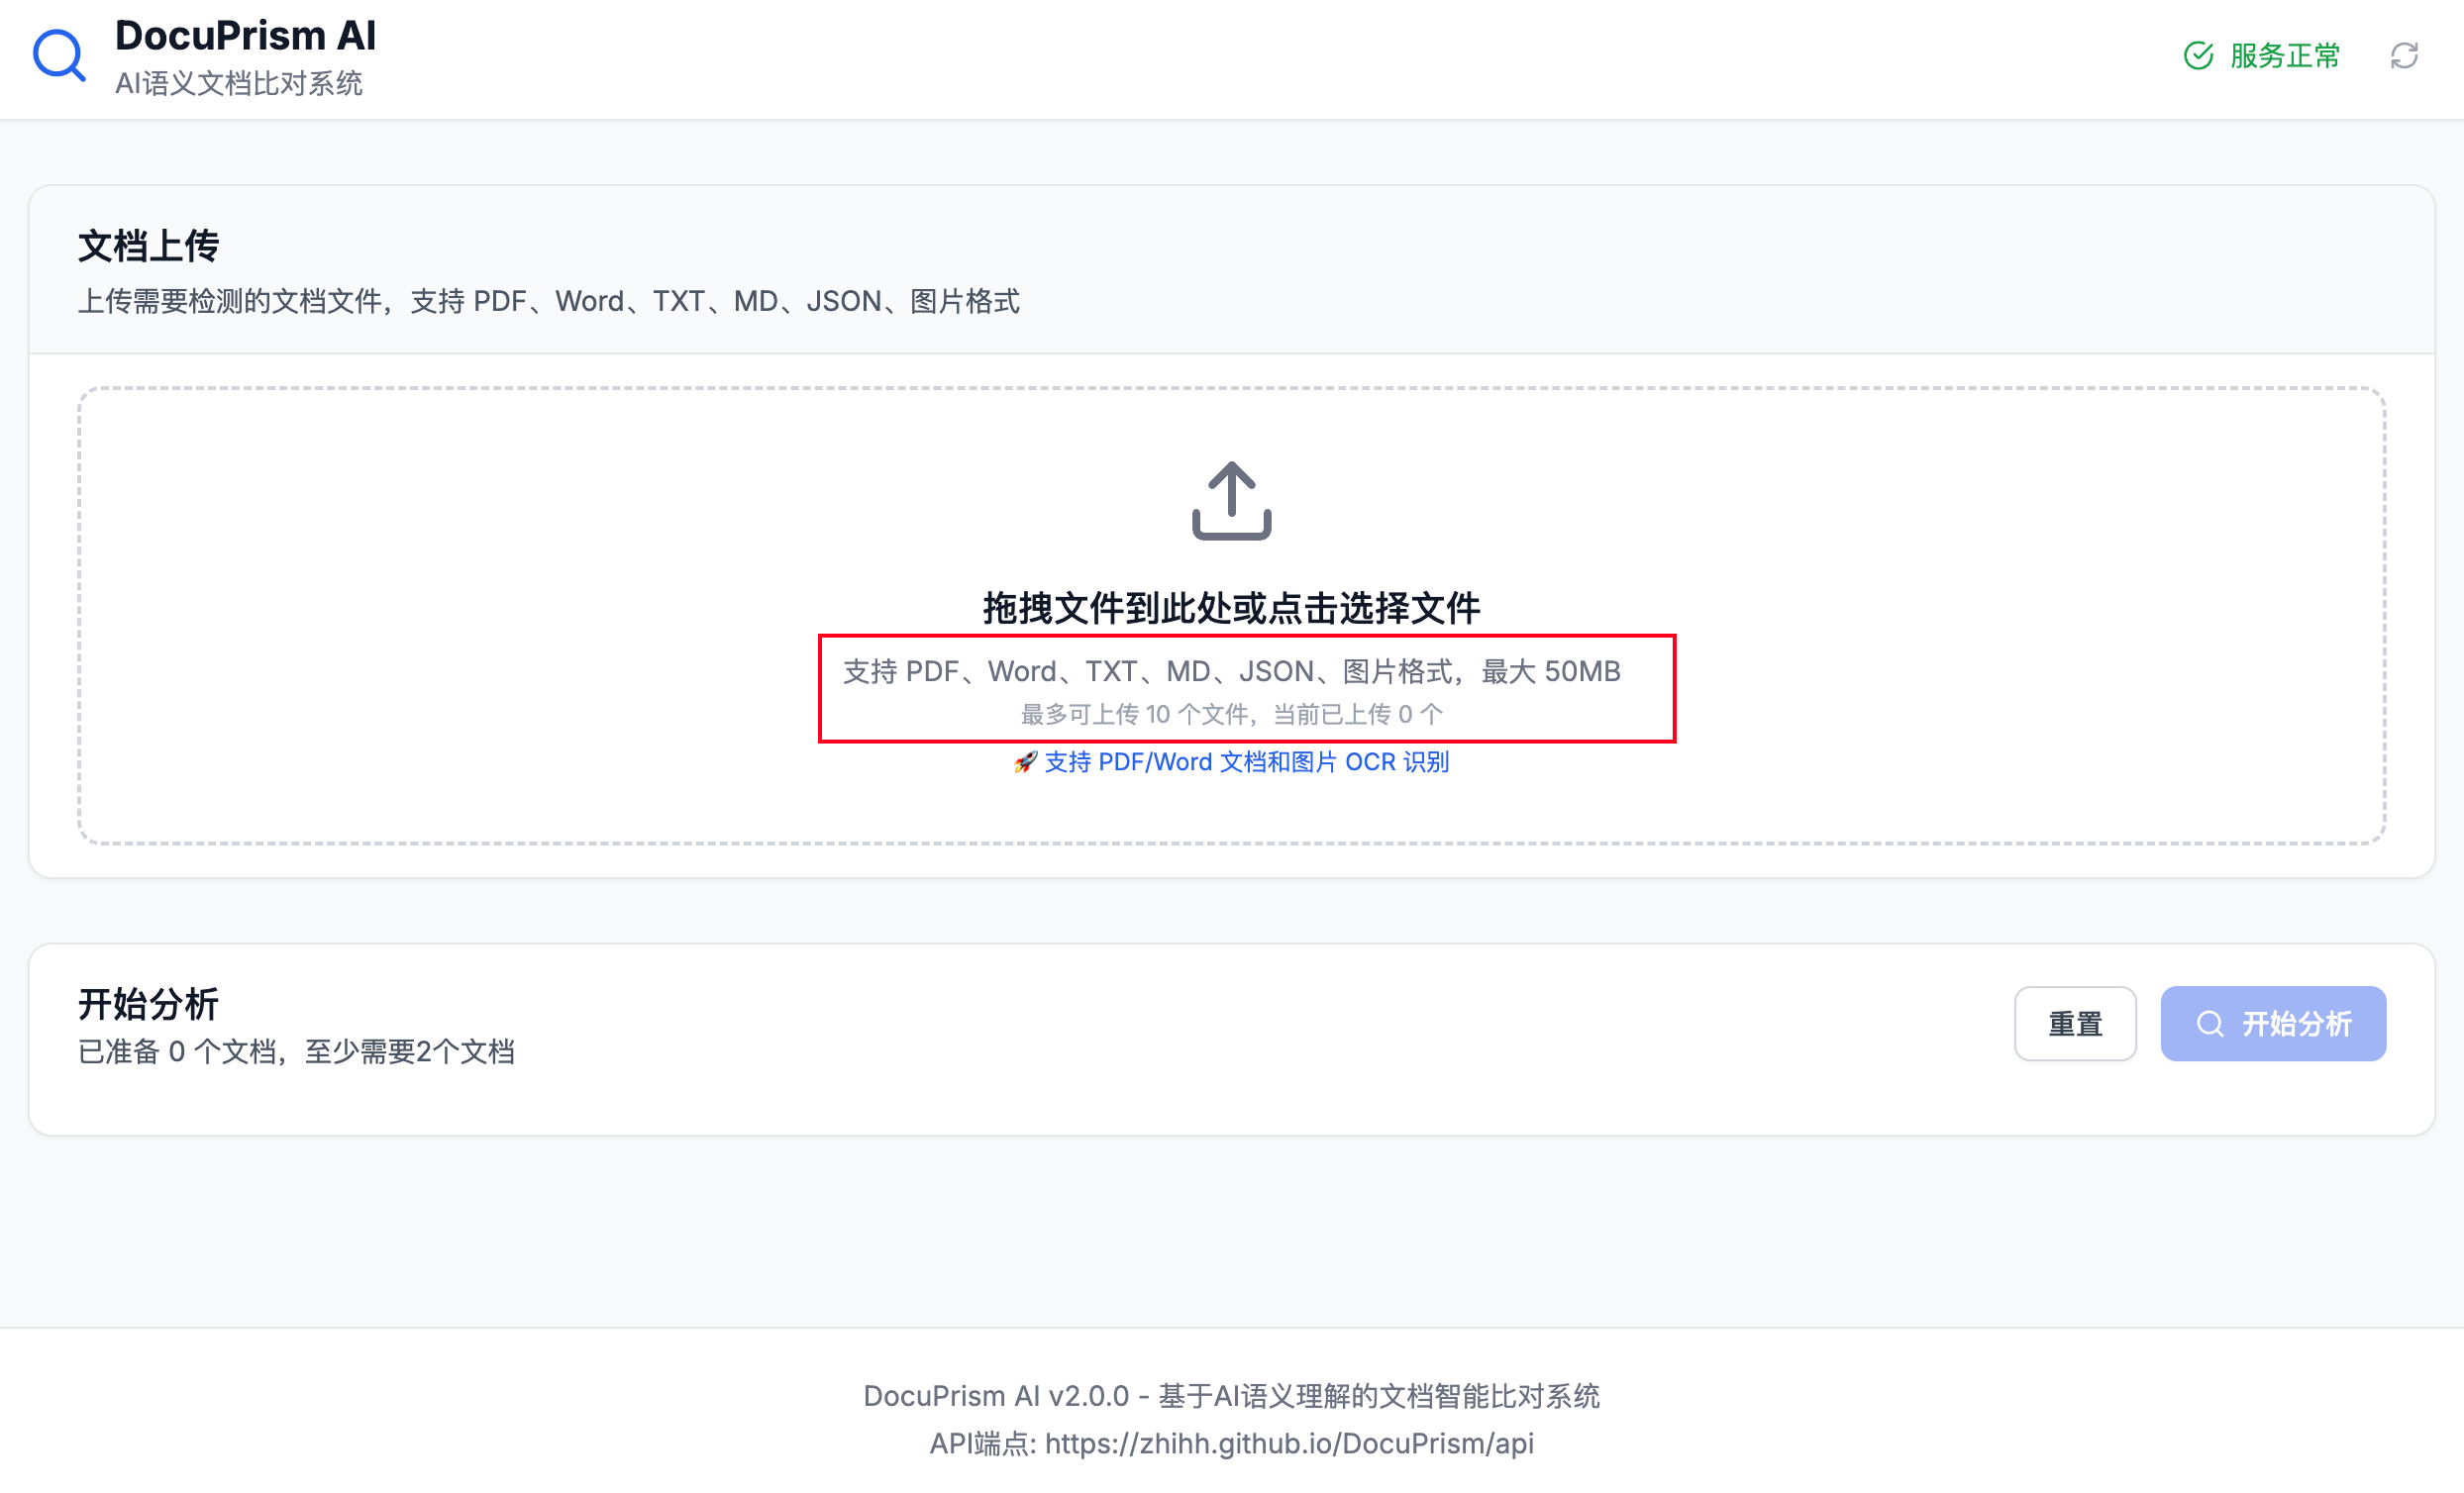 DocuPrism AI
AI语义文档比对系统
服务正常
文档上传
上传需要检测的文档文件，支持 PDF、Word、TXT、MD、JSON、图片格式
拖拽文件到此处或点击选择文件
支持 PDF、Word、TXT、MD、JSON、图片格式，最大 50MB
最多可上传 10 个文件，当前已上传 0 个
🚀 支持 PDF/Word 文档和图片 OCR 识别
开始分析
已准备 0 个文档，至少需要2个文档
重置
开始分析
DocuPrism AI v2.0.0 - 基于AI语义理解的文档智能比对系统
API端点: https://zhihh.github.io/DocuPrism/api